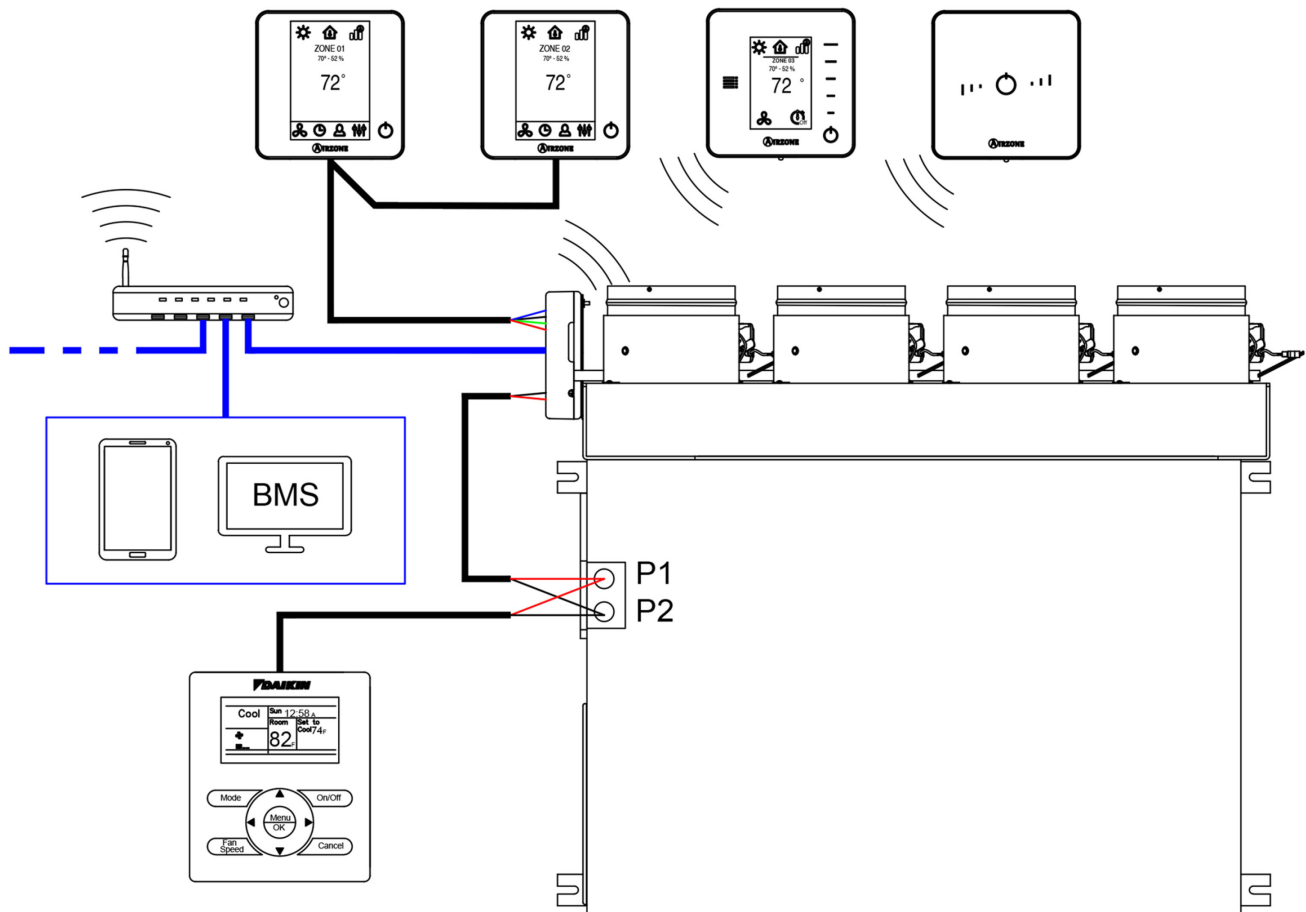 ZONE 01
70º - 52 %
72°
AIRZONE
ZONE 02
70º - 52 %
72°
AIRZONE
ZONE 03
70º - 52 %
72 °
Off
AIRZONE
AIRZONE
BMS
P1
P2
DAIKIN
Cool
Sun 12:58 A
Room
82F
Set to
Cool 74F
Mode
On/Off
Menu
OK
Fan
Speed
Cancel